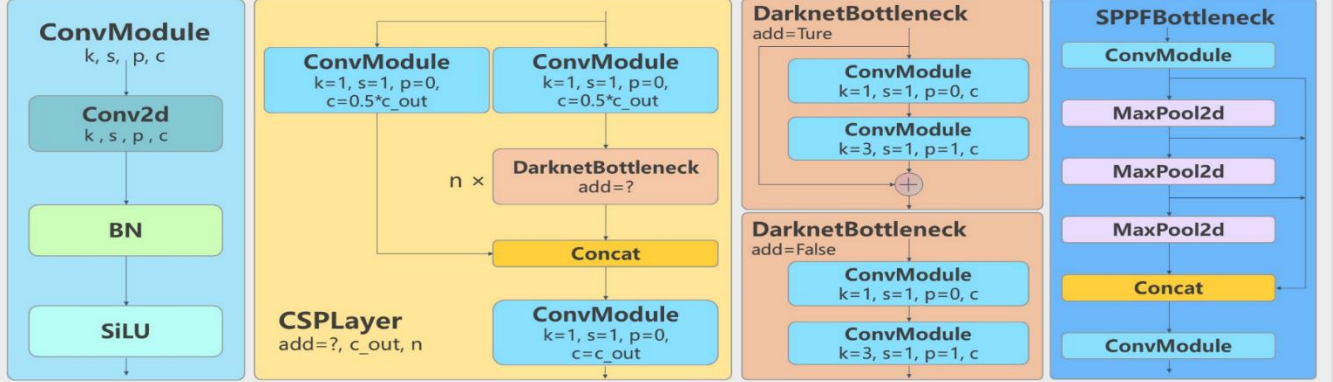 ConvModule
k, s, p, c
Conv2d
k , s , p , c
BN
SiLU
ConvModule
k=1, s=1, p=0,
c=0.5*c_out
ConvModule
k=1, s=1, p=0,
c=0.5*c_out
n ×
DarknetBottleneck
add=?
Concat
CSPLayer
add=?, c_out, n
ConvModule
k=1, s=1, p=0,
c=c_out
DarknetBottleneck
add=Ture
ConvModule
k=1, s=1, p=0, c
ConvModule
k=3, s=1, p=1, c
DarknetBottleneck
add=False
ConvModule
k=1, s=1, p=0, c
ConvModule
k=3, s=1, p=1, c
SPPFBottleneck
ConvModule
MaxPool2d
MaxPool2d
MaxPool2d
Concat
ConvModule